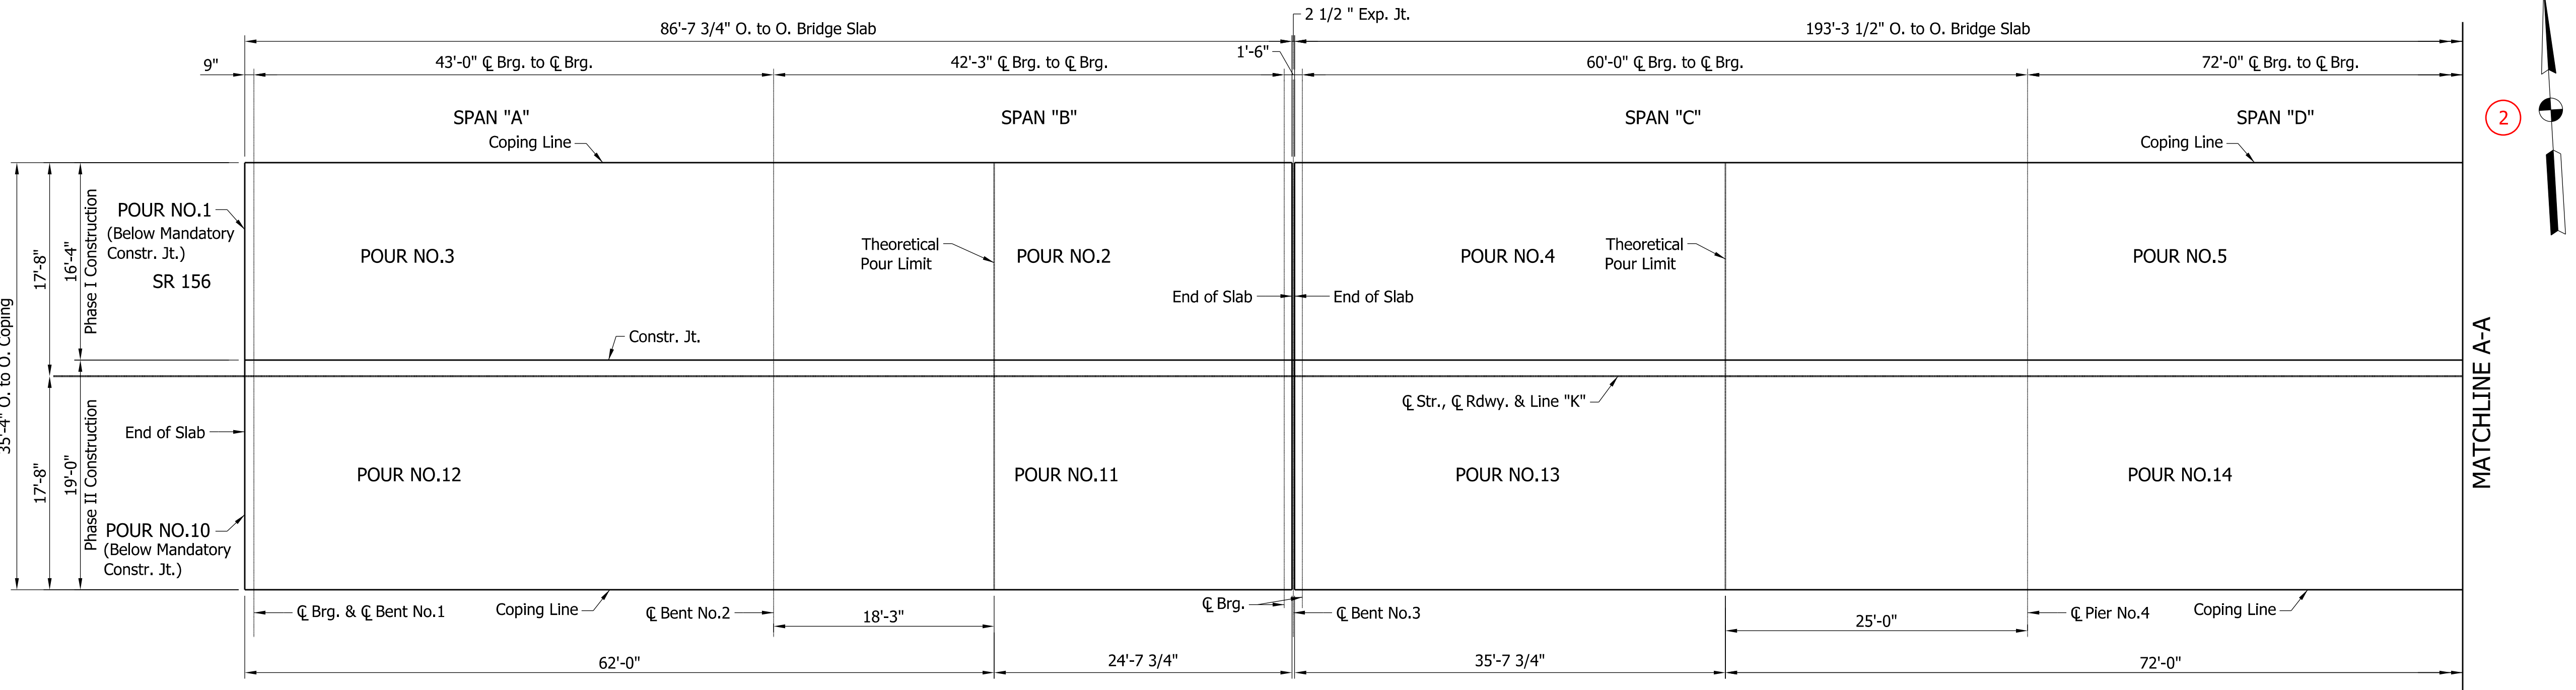 2 1/2 " Exp. Jt.
86'-7 3/4" O. to O. Bridge Slab
193'-3 1/2" O. to O. Bridge Slab
9"
43'-0" ℄ Brg. to ℄ Brg.
42'-3" ℄ Brg. to ℄ Brg.
1'-6"
60'-0" ℄ Brg. to ℄ Brg.
72'-0" ℄ Brg. to ℄ Brg.
SPAN "A"
SPAN "B"
SPAN "C"
SPAN "D"
2
Coping Line
Coping Line
35'-4" O. to O. Coping
17'-8"
16'-4"
Phase I Construction
POUR NO.1
(Below Mandatory
Constr. Jt.)
SR 156
POUR NO.3
Theoretical
Pour Limit
POUR NO.2
POUR NO.4
Theoretical
Pour Limit
POUR NO.5
End of Slab
End of Slab
Constr. Jt.
℄ Str., ℄ Rdwy. & Line "K"
MATCHLINE A-A
17'-8"
19'-0"
Phase II Construction
End of Slab
POUR NO.12
POUR NO.11
POUR NO.13
POUR NO.14
POUR NO.10
(Below Mandatory
Constr. Jt.)
℄ Brg. & ℄ Bent No.1
Coping Line
℄ Bent No.2
℄ Brg.
℄ Bent No.3
℄ Pier No.4
Coping Line
18'-3"
25'-0"
62'-0"
24'-7 3/4"
35'-7 3/4"
72'-0"